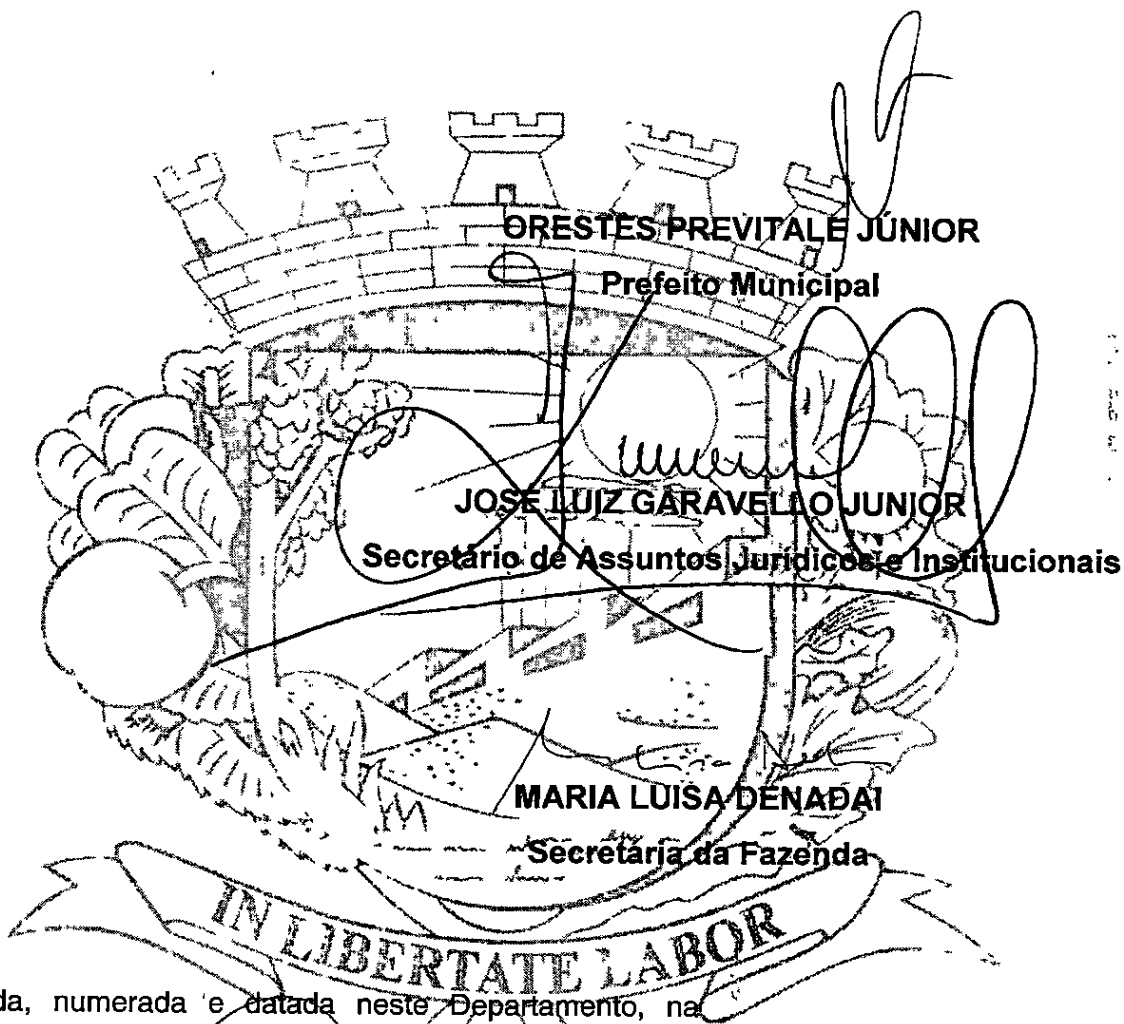 ORESTES PREVITALE JÚNIOR
Prefeito Municipal
JOSÉ LUIZ GARAVELLO JUNIOR
Secretário de Assuntos Jurídicos e Institucionais
MARIA LUISA DENADAI
Secretária da Fazenda
IN LIBERTATE LABOR
da, numerada e datada neste Departamento, na